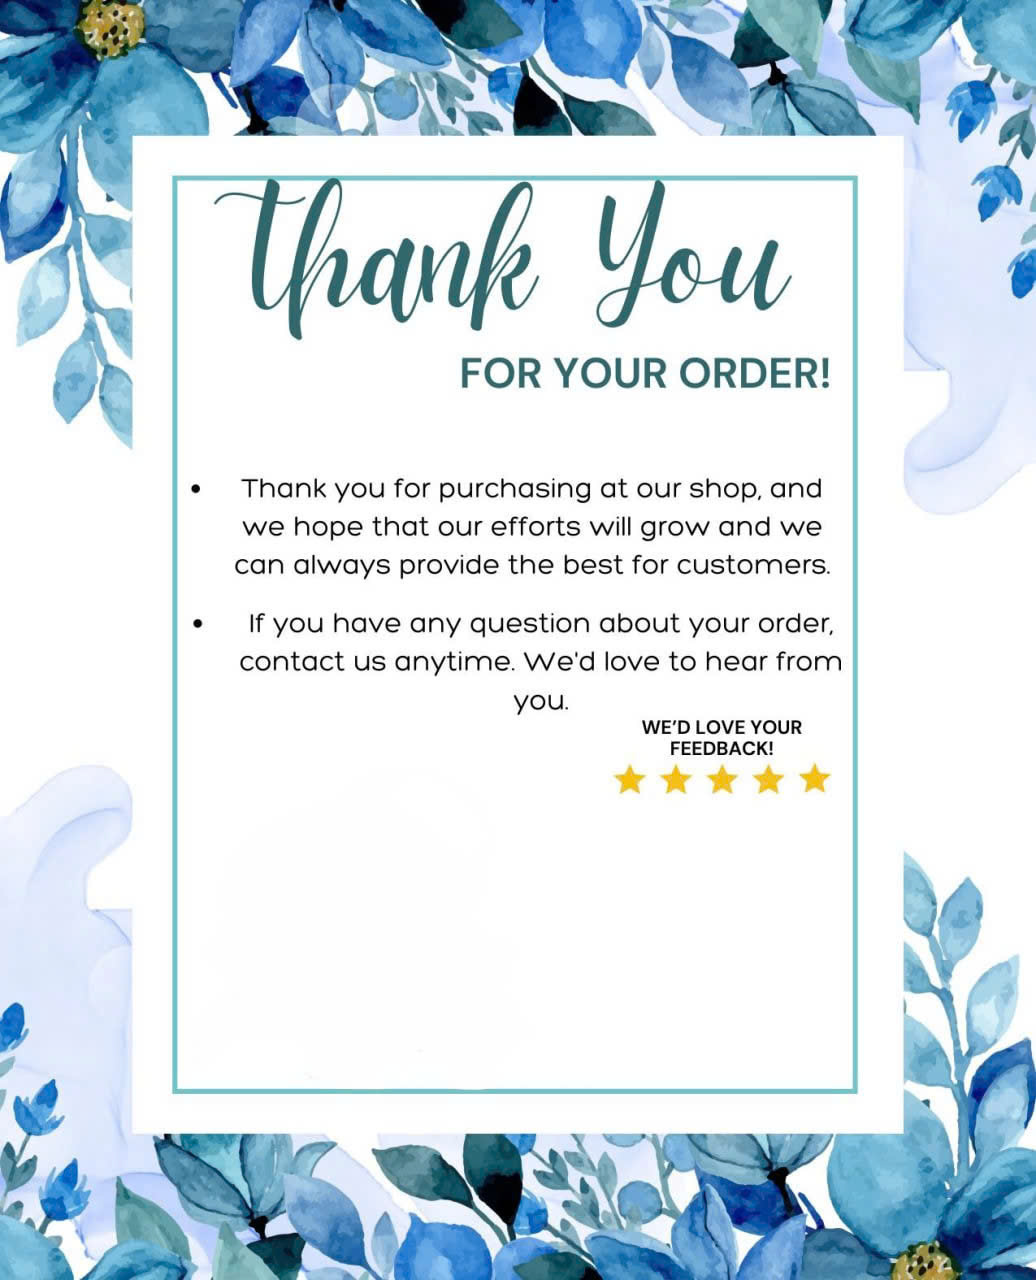 Thank You
FOR YOUR ORDER!
• Thank you for purchasing at our shop, and
we hope that our efforts will grow and we
can always provide the best for customers.
• If you have any question about your order,
contact us anytime. We'd love to hear from
you.
WE'D LOVE YOUR
FEEDBACK!